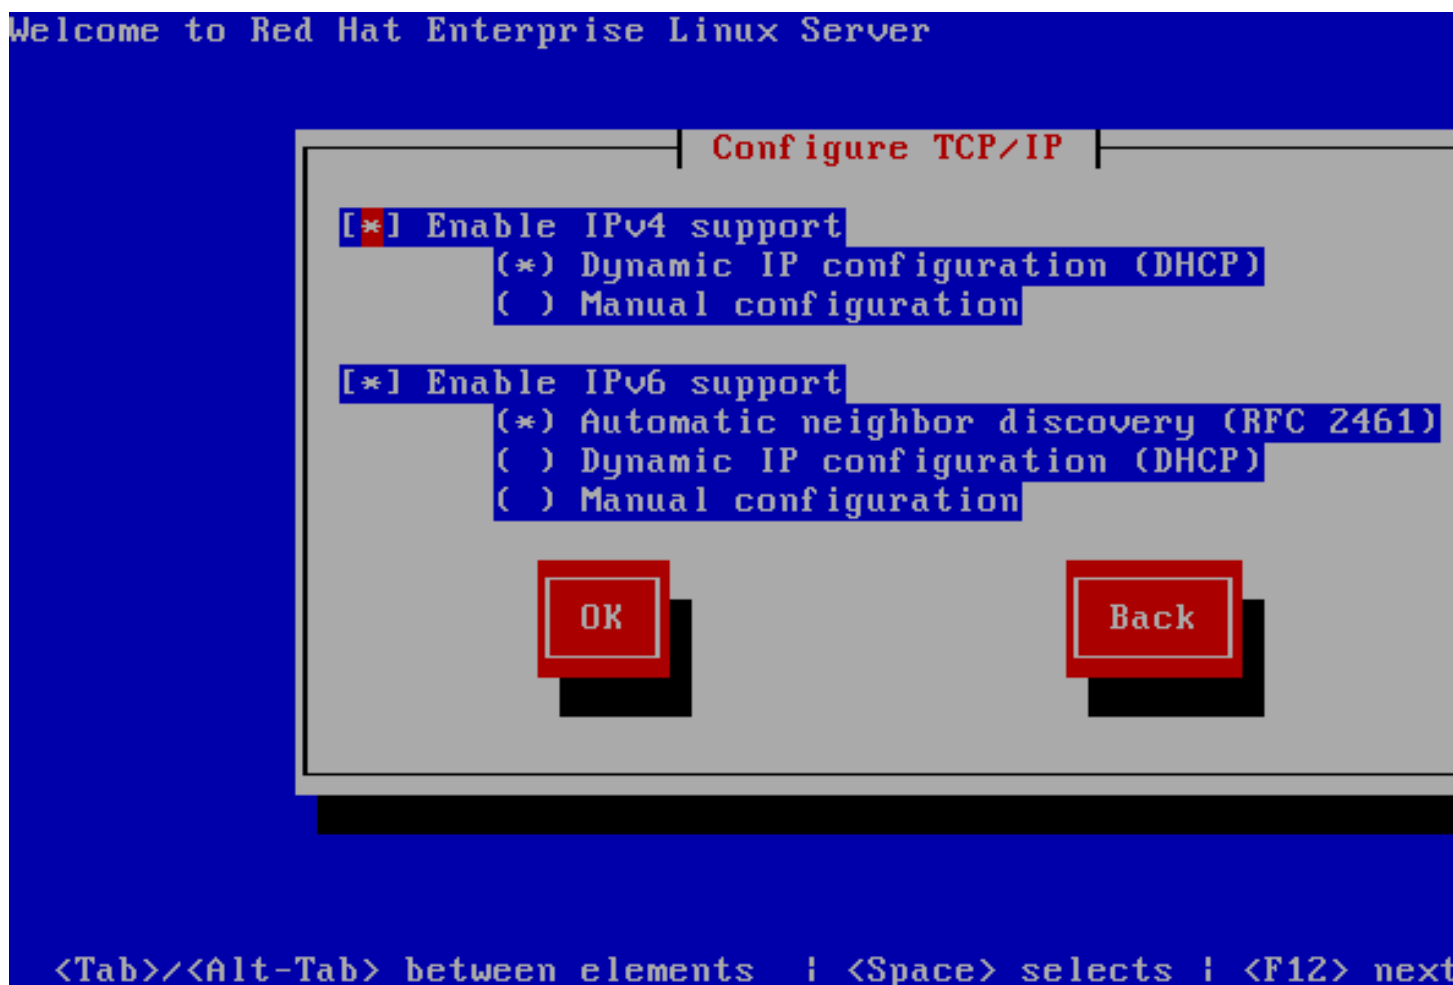 Welcome to Red Hat Enterprise Linux Server
Configure TCP/IP
[*] Enable IPv4 support
(*) Dynamic IP configuration (DHCP)
( ) Manual configuration
[*] Enable IPv6 support
(*) Automatic neighbor discovery (RFC 2461)
( ) Dynamic IP configuration (DHCP)
( ) Manual configuration
OK Back
<Tab>/<Alt-Tab> between elements | <Space> selects | <F12> next